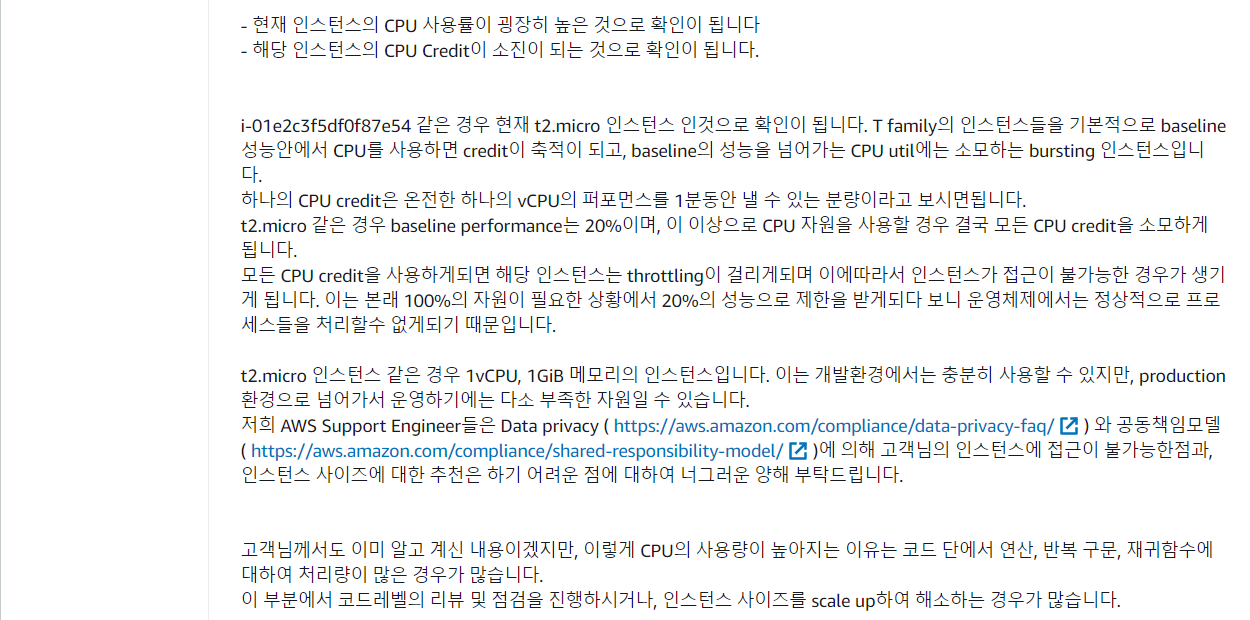 - 현재 인스턴스의 CPU 사용률이 굉장히 높은 것으로 확인이 됩니다
- 해당 인스턴스의 CPU Credit이 소진이 되는 것으로 확인이 됩니다.
i-01e2c3f5df0f87e54 같은 경우 현재 t2.micro 인스턴스 인것으로 확인이 됩니다. T family의 인스턴스들을 기본적으로 baseline
성능안에서 CPU를 사용하면 credit이 축적이 되고, baseline의 성능을 넘어가는 CPU util에는 소모하는 bursting 인스턴스입니
다.
하나의 CPU credit은 온전한 하나의 vCPU의 퍼포먼스를 1분동안 낼 수 있는 분량이라고 보시면됩니다.
t2.micro 같은 경우 baseline performance는 20%이며, 이 이상으로 CPU 자원을 사용할 경우 결국 모든 CPU credit을 소모하게
됩니다.
모든 CPU credit을 사용하게되면 해당 인스턴스는 throttling이 걸리게되며 이에따라서 인스턴스가 접근이 불가능한 경우가 생기
게 됩니다. 이는 본래 100%의 자원이 필요한 상황에서 20%의 성능으로 제한을 받게되다 보니 운영체제에서는 정상적으로 프로
세스들을 처리할수 없게되기 때문입니다.
t2.micro 인스턴스 같은 경우 1vCPU, 1GiB 메모리의 인스턴스입니다. 이는 개발환경에서는 충분히 사용할 수 있지만, production
환경으로 넘어가서 운영하기에는 다소 부족한 자원일 수 있습니다.
저희 AWS Support Engineer들은 Data privacy ( https://aws.amazon.com/compliance/data-privacy-faq/ ) 와 공동책임모델
( https://aws.amazon.com/compliance/shared-responsibility-model/ )에 의해 고객님의 인스턴스에 접근이 불가능한점과,
인스턴스 사이즈에 대한 추천은 하기 어려운 점에 대하여 너그러운 양해 부탁드립니다.
고객님께서도 이미 알고 계신 내용이겠지만, 이렇게 CPU의 사용량이 높아지는 이유는 코드 단에서 연산, 반복 구문, 재귀함수에
대하여 처리량이 많은 경우가 많습니다.
이 부분에서 코드레벨의 리뷰 및 점검을 진행하시거나, 인스턴스 사이즈를 scale up하여 해소하는 경우가 많습니다.